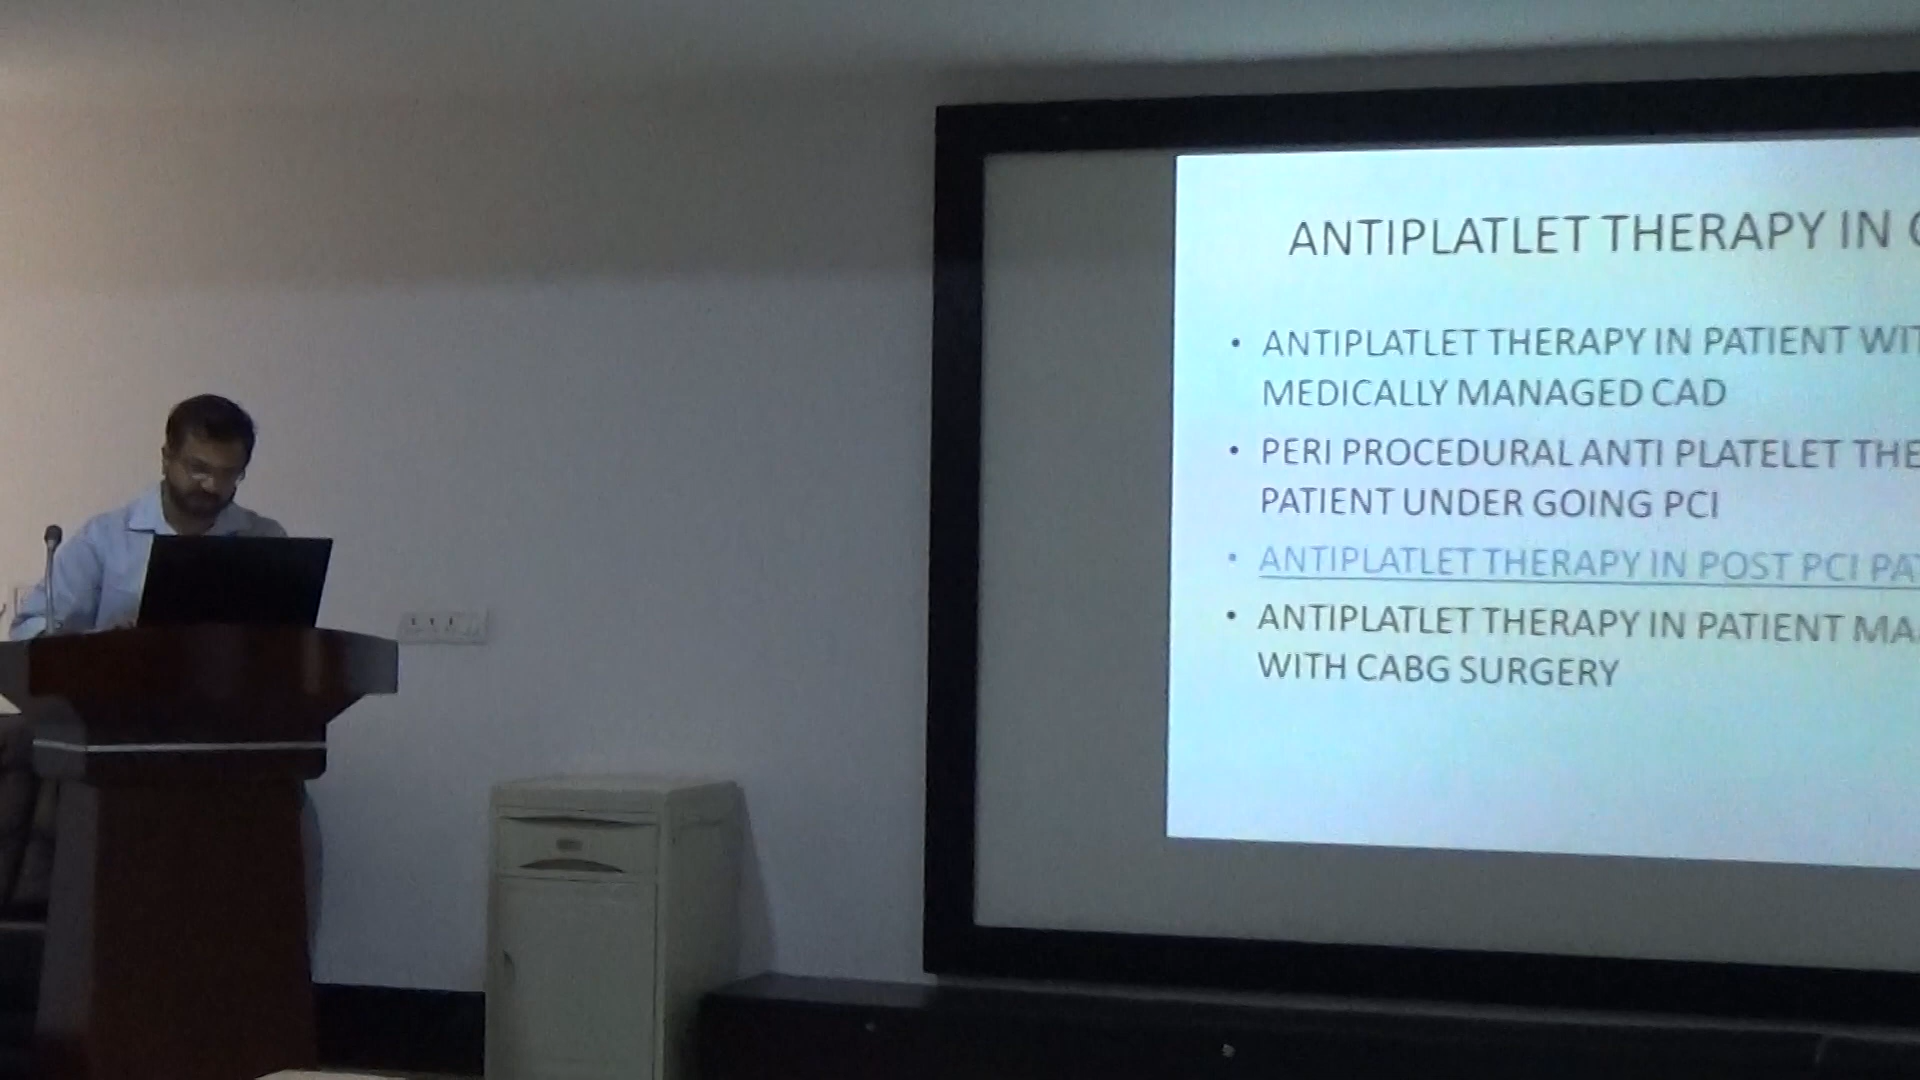 ANTIPLATLET THERAPY IN
• ANTIPLATLET THERAPY IN PATIENT WIT
MEDICALLY MANAGED CAD
• PERI PROCEDURAL ANTI PLATELET THE
PATIENT UNDER GOING PCI
• ANTIPLATLET THERAPY IN POST PCI PAT
• ANTIPLATLET THERAPY IN PATIENT MA
WITH CABG SURGERY